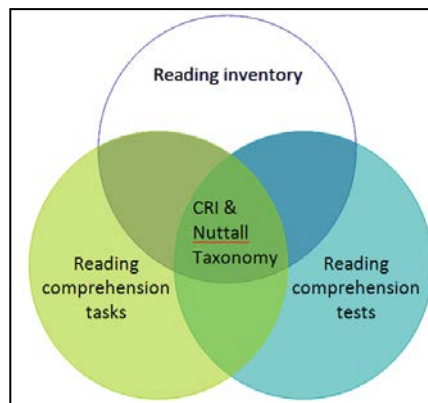 Reading inventory
CRI &
Nuttall
Taxonomy
Reading
comprehension
tasks
Reading
comprehension
tests